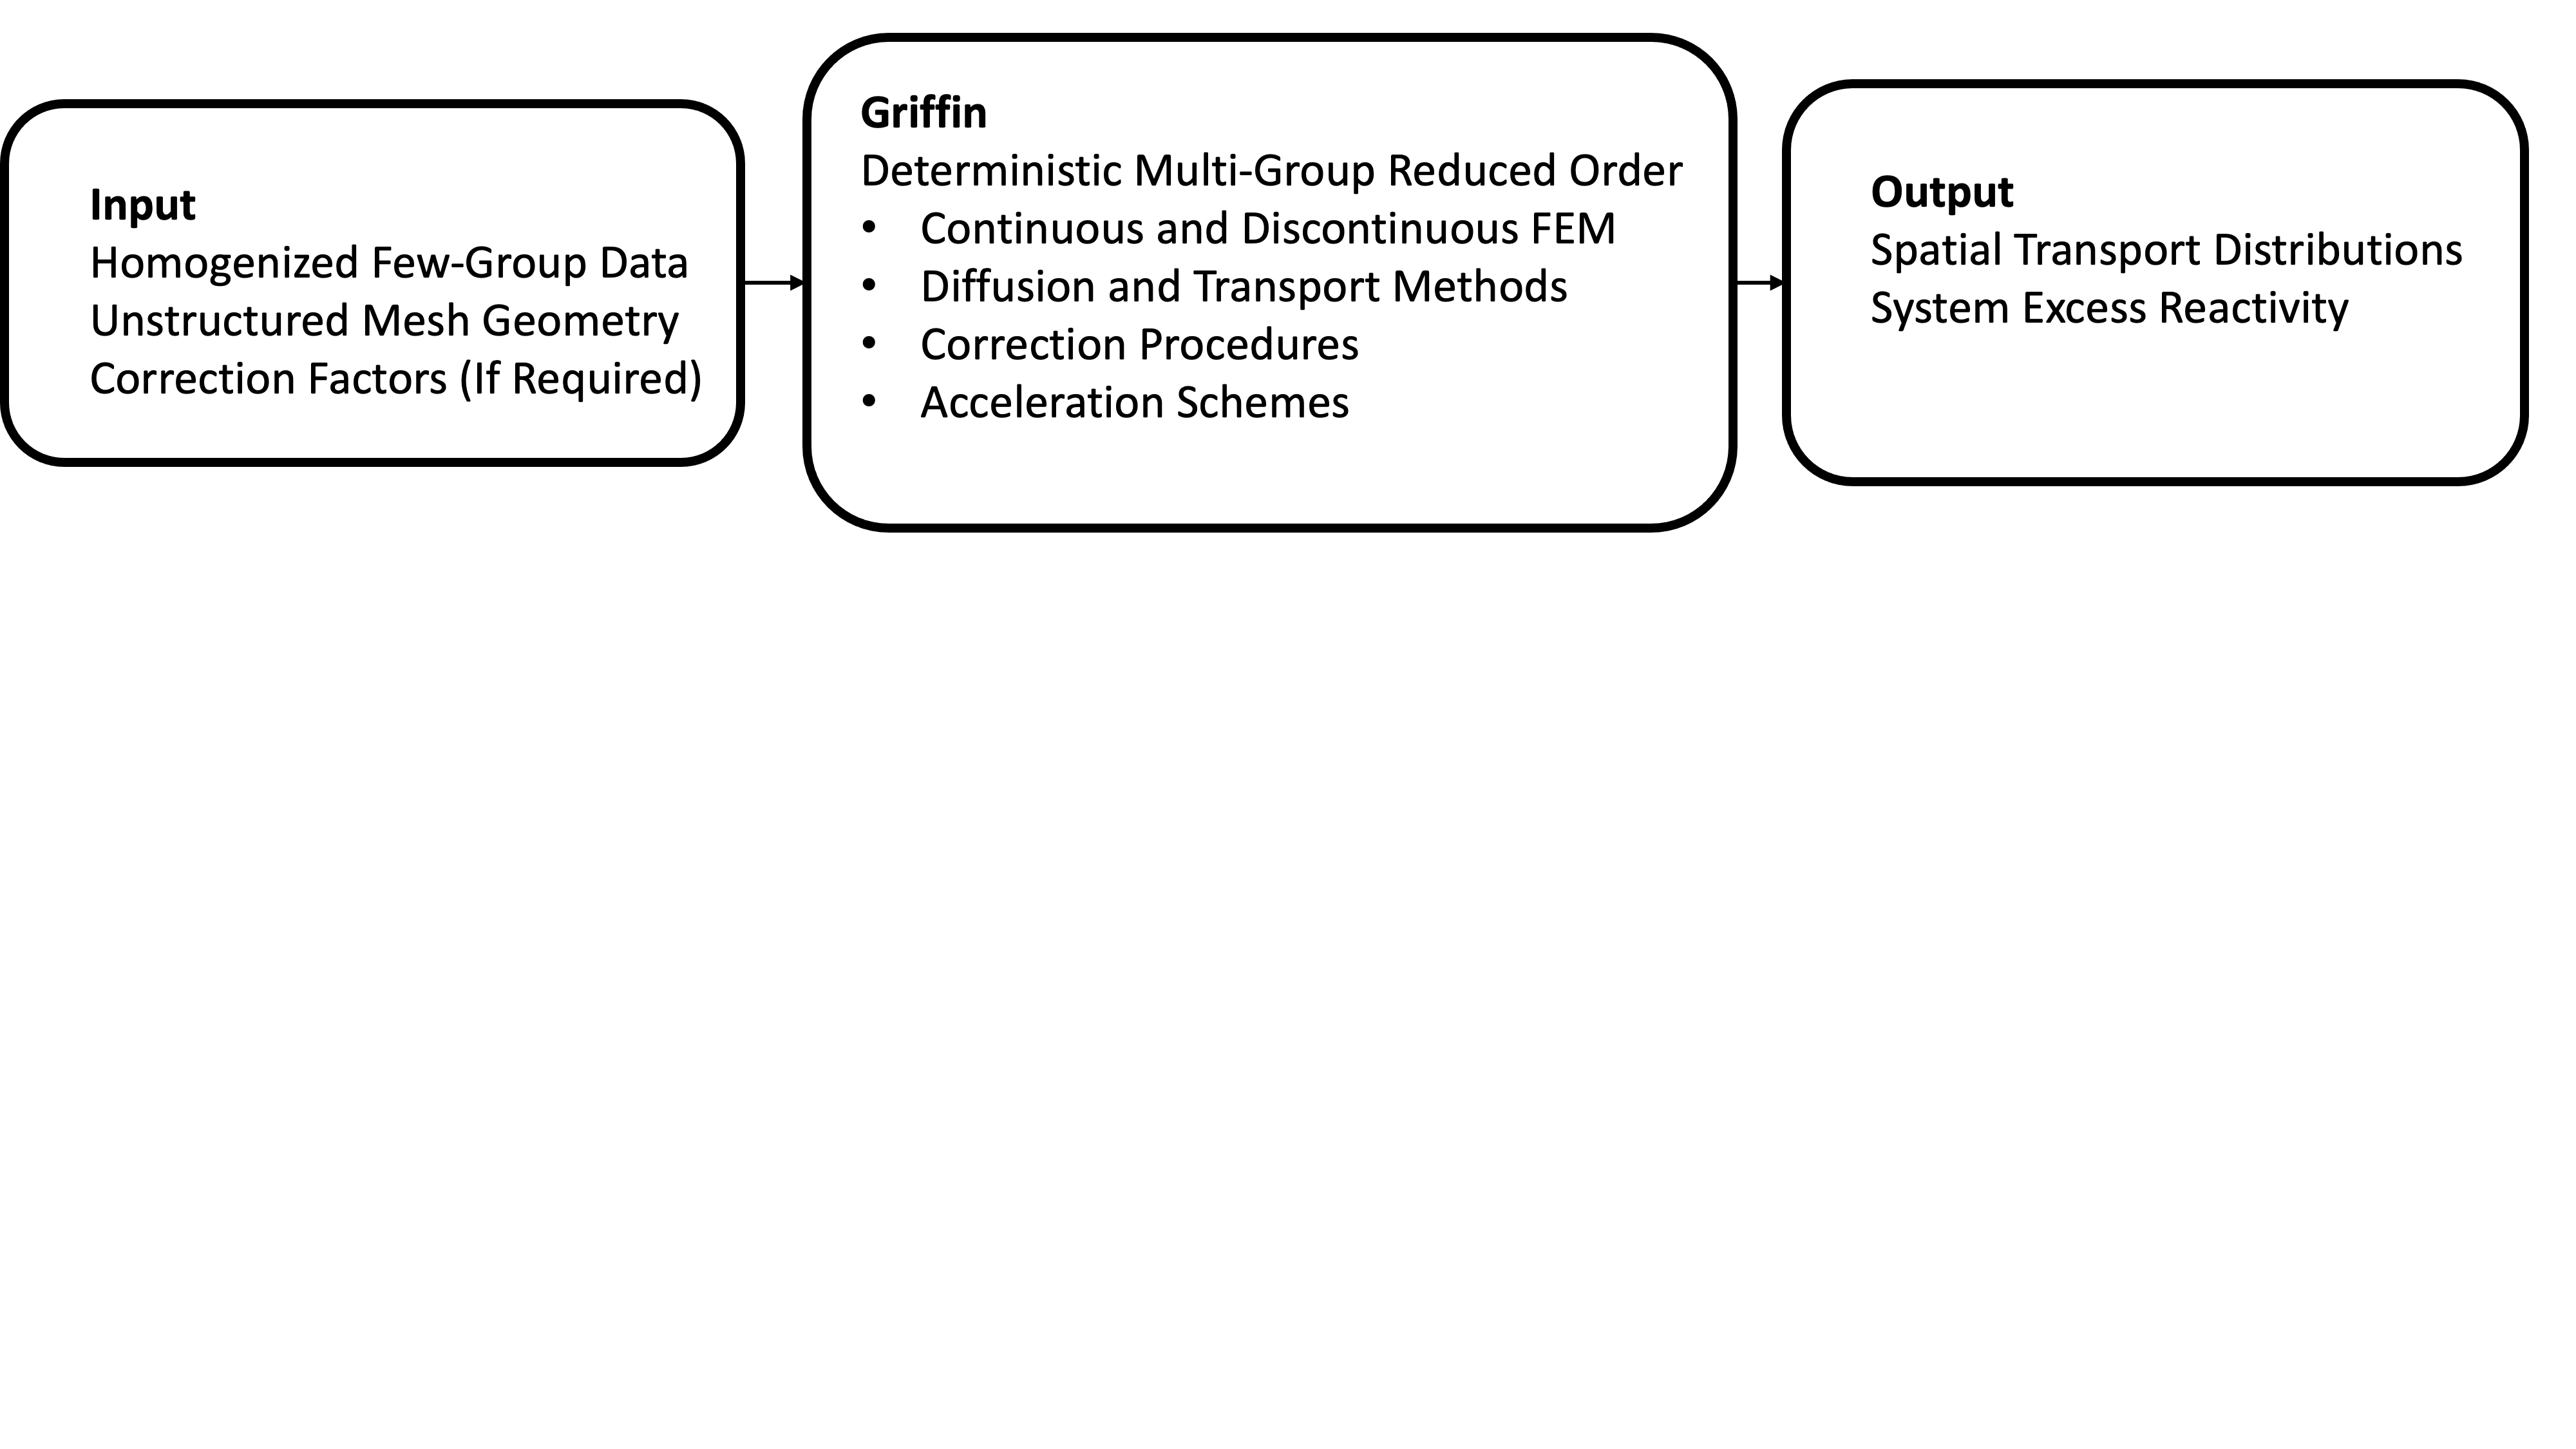 Input
Homogenized Few-Group Data
Unstructured Mesh Geometry
Correction Factors (If Required)
Griffin
Deterministic Multi-Group Reduced Order
• Continuous and Discontinuous FEM
• Diffusion and Transport Methods
• Correction Procedures
• Acceleration Schemes
Output
Spatial Transport Distributions
System Excess Reactivity